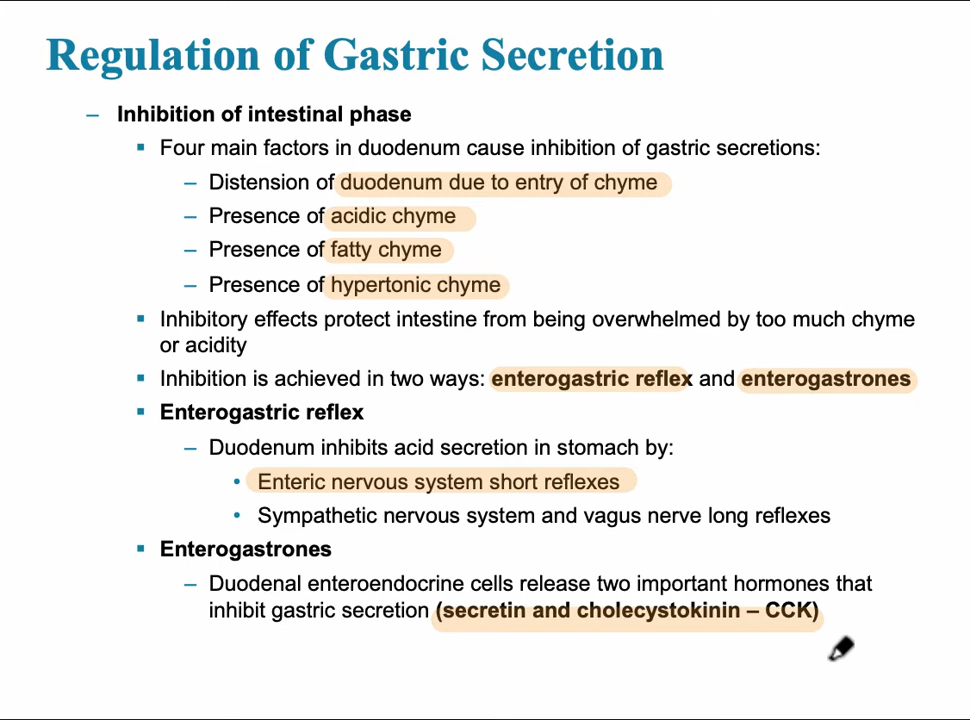 Regulation of Gastric Secretion
– Inhibition of intestinal phase
▪ Four main factors in duodenum cause inhibition of gastric secretions:
– Distension of duodenum due to entry of chyme
– Presence of acidic chyme
– Presence of fatty chyme
– Presence of hypertonic chyme
▪ Inhibitory effects protect intestine from being overwhelmed by too much chyme
or acidity
▪ Inhibition is achieved in two ways: enterogastric reflex and enterogastrones
▪ Enterogastric reflex
– Duodenum inhibits acid secretion in stomach by:
• Enteric nervous system short reflexes
• Sympathetic nervous system and vagus nerve long reflexes
▪ Enterogastrones
– Duodenal enteroendocrine cells release two important hormones that
inhibit gastric secretion (secretin and cholecystokinin – CCK)